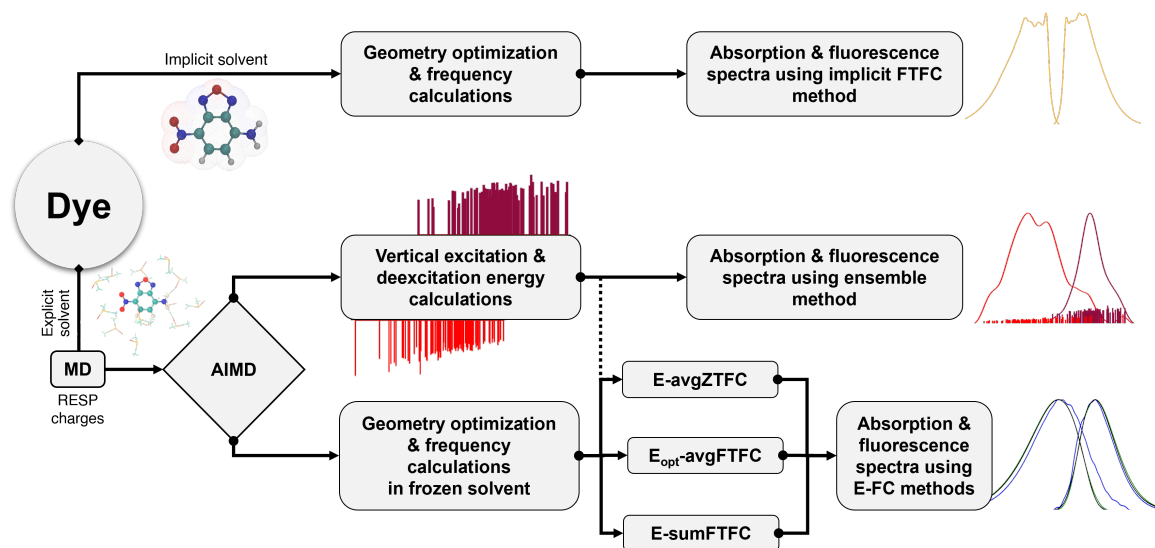 Implicit solvent
Geometry optimization
& frequency
calculations
Absorption & fluorescence
spectra using implicit FTFC
method
Dye
Explicit
solvent
MD
RESP
charges
AIMD
Vertical excitation &
deexcitation energy
calculations
Absorption & fluorescence
spectra using ensemble
method
Geometry optimization
& frequency
calculations
in frozen solvent
E-avgZTFC
Eₒₚₜ-avgFTFC
E-sumFTFC
Absorption &
fluorescence
spectra using
E-FC methods